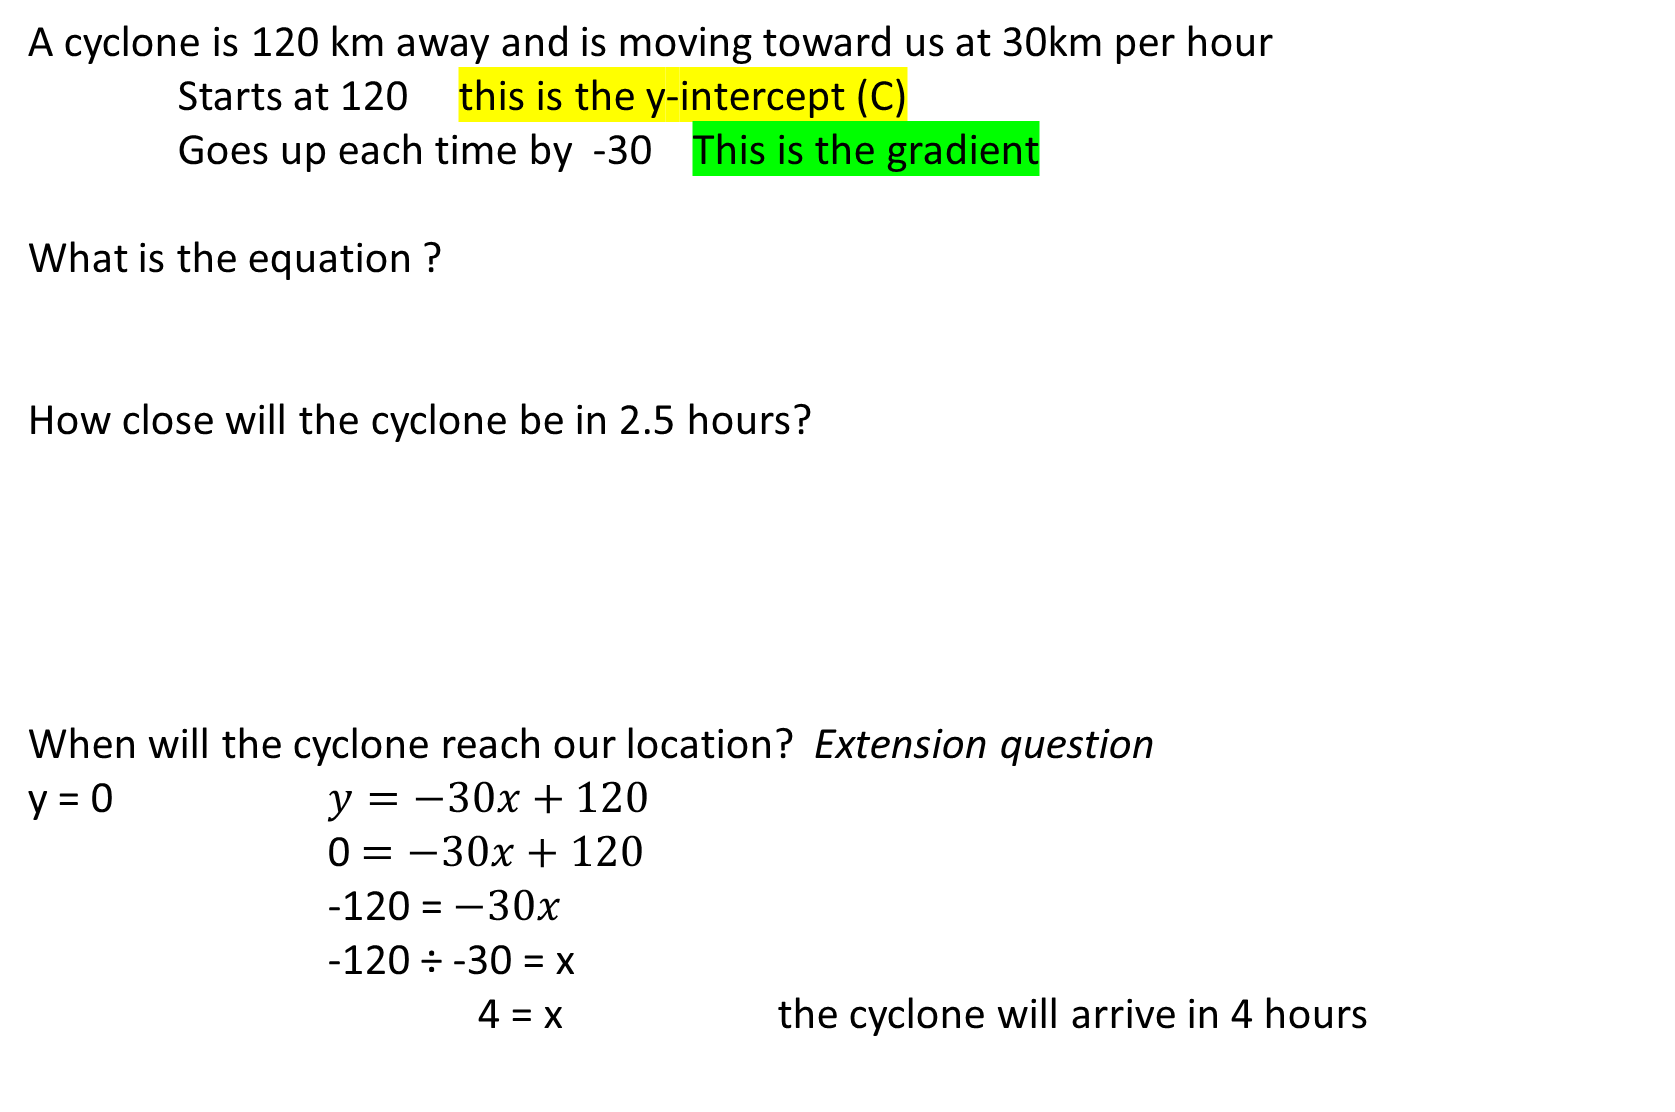 A cyclone is 120 km away and is moving toward us at 30km per hour
Starts at 120 this is the y-intercept (C)
Goes up each time by -30 This is the gradient
What is the equation ?
How close will the cyclone be in 2.5 hours?
When will the cyclone reach our location? Extension question
y = 0 𝑦 = −30𝑥 + 120
0 = −30𝑥 + 120
-120 = −30𝑥
-120 ÷ -30 = x
4 = x the cyclone will arrive in 4 hours